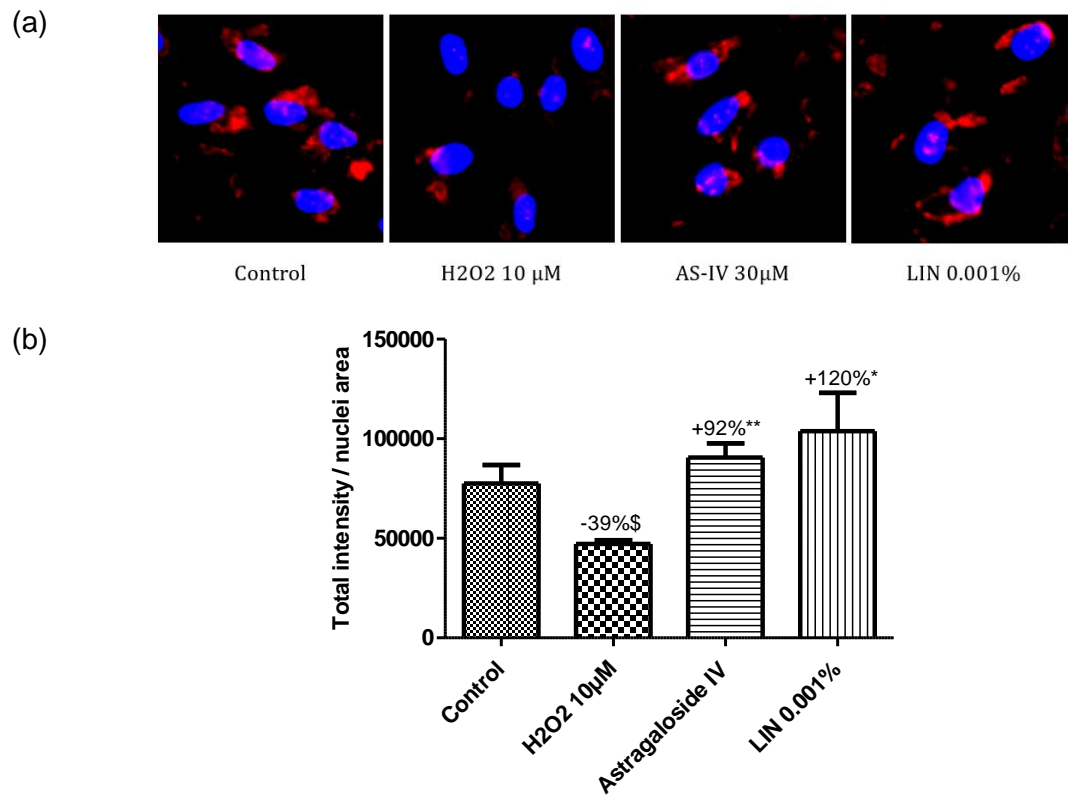 (a)
Control
H2O2 10 µM
AS-IV 30µM
LIN 0.001%
(b)
Total intensity / nuclei area
150000
100000
50000
0
-39%$
+92%**
+120%*
Control
H2O2 10µM
Astragaloside IV
LIN 0.001%